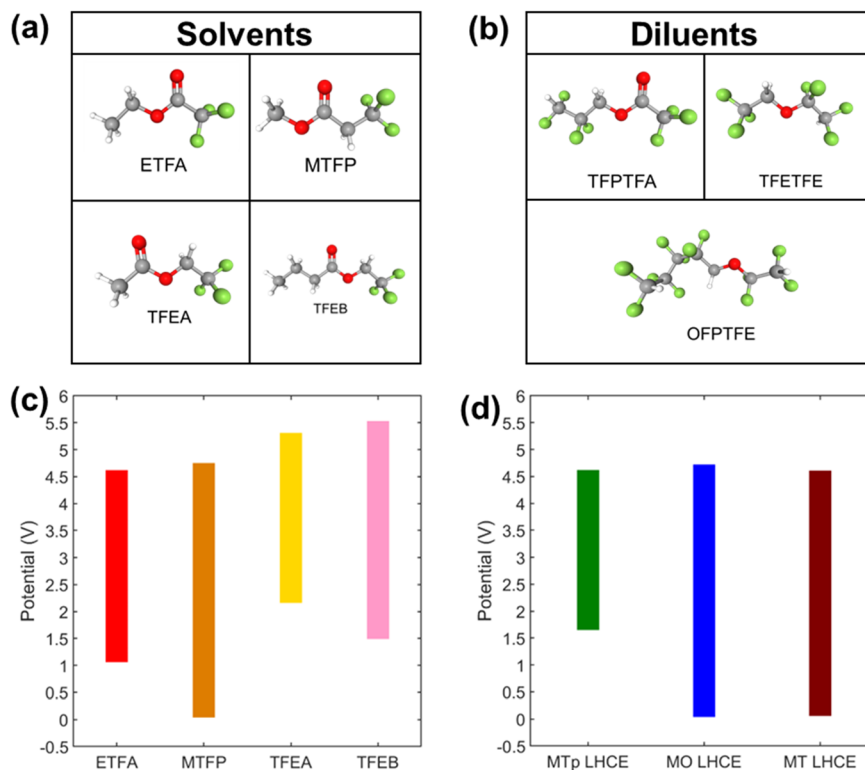 (a)
Solvents
ETFA
MTFP
TFEA
TFEB
(b)
Diluents
TFPTFA
TFETFE
OFPTFE
(c)
6
5.5
5
4.5
4
3.5
3
2.5
2
1.5
1
0.5
0
-0.5
Potential (V)
ETFA MTFP TFEA TFEB
(d)
6
5.5
5
4.5
4
3.5
3
2.5
2
1.5
1
0.5
0
-0.5
Potential (V)
MTp LHCE MO LHCE MT LHCE